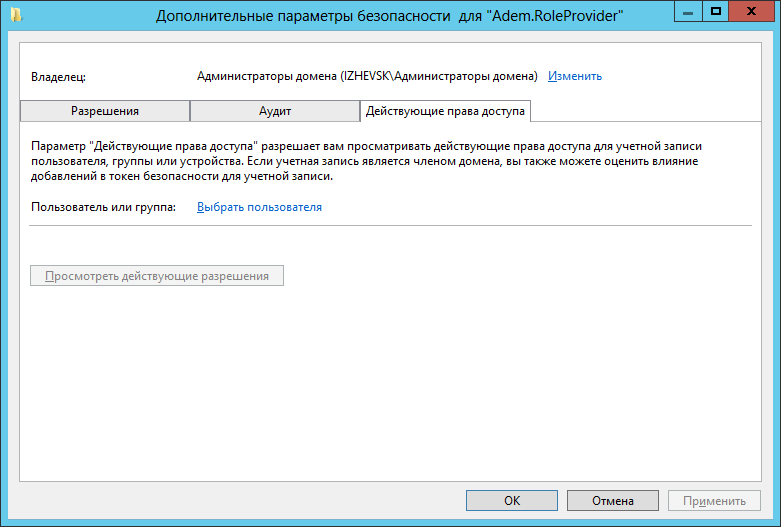 Дополнительные параметры безопасности для "Adem.RoleProvider"
Владелец: Администраторы домена (IZHEVSK\Администраторы домена) Изменить
Разрешения Аудит Действующие права доступа
Параметр "Действующие права доступа" разрешает вам просматривать действующие права доступа для учетной записи
пользователя, группы или устройства. Если учетная запись является членом домена, вы также можете оценить влияние
добавлений в токен безопасности для учетной записи.
Пользователь или группа: Выбрать пользователя
Просмотреть действующие разрешения
ОК Отмена Применить